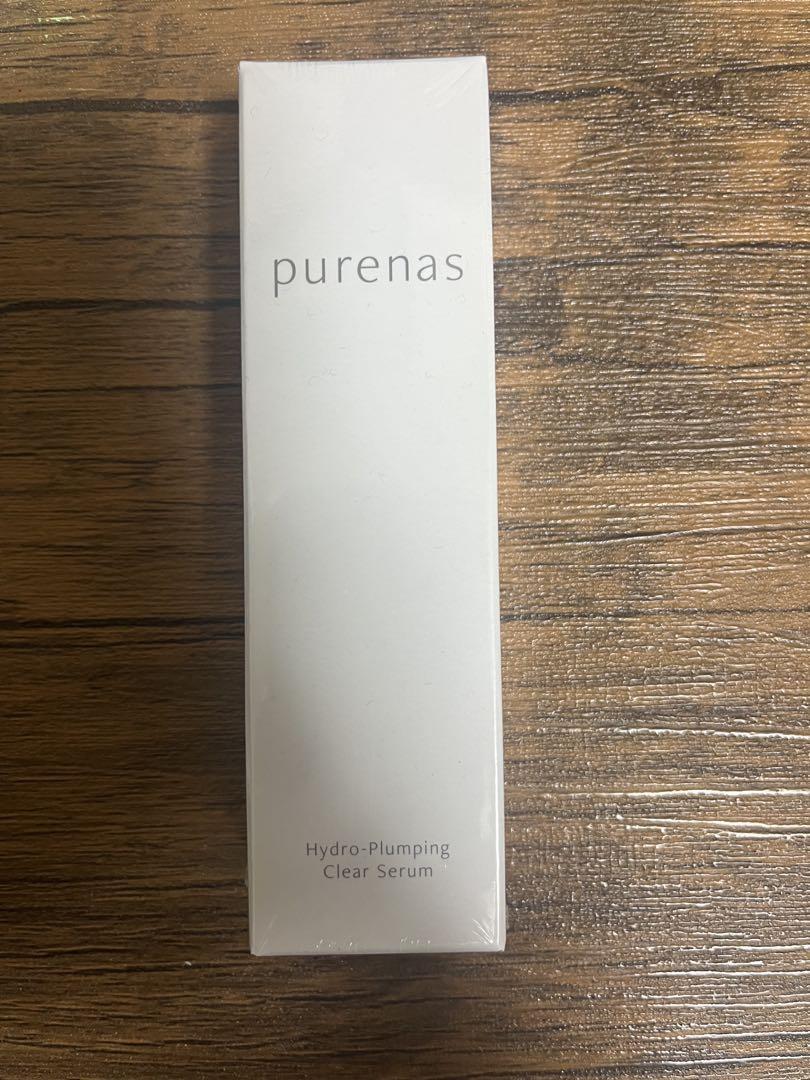 purenas
Hydro-Plumping
Clear Serum